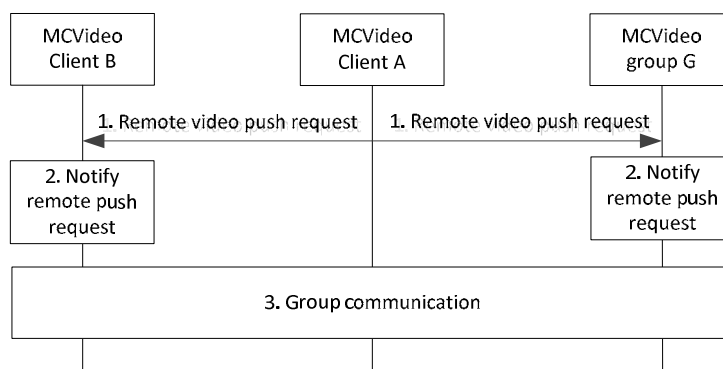 MCVideo
Client B
MCVideo
Client A
MCVideo
group G
1. Remote video push request
1. Remote video push request
2. Notify
remote push
request
2. Notify
remote push
request
3. Group communication